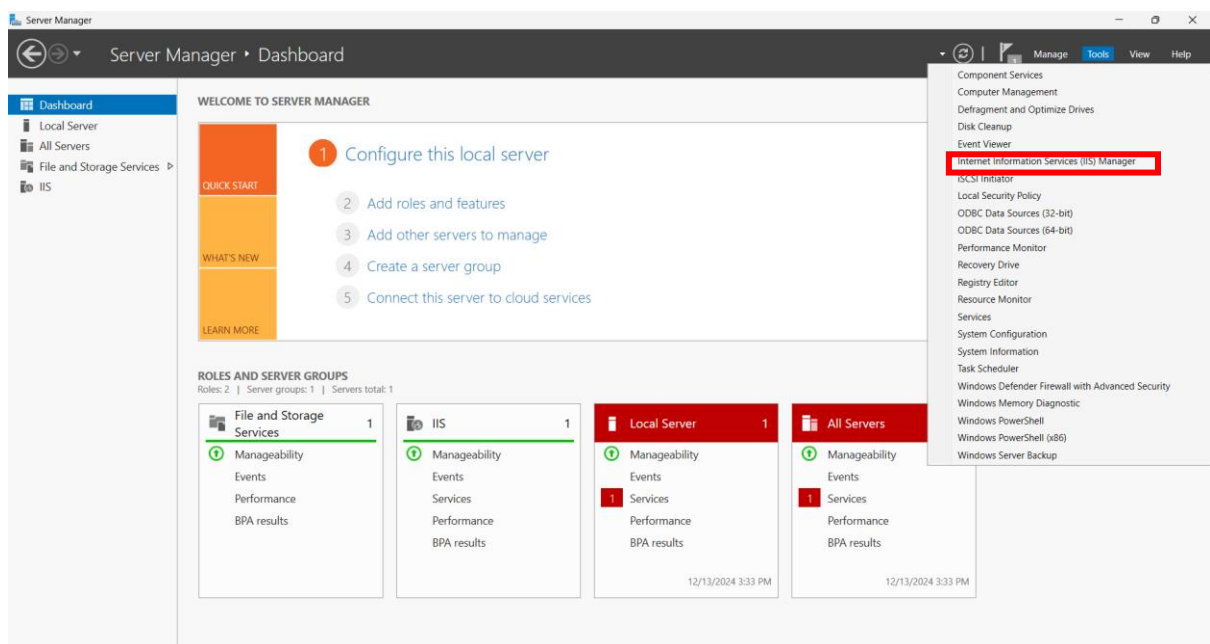 Server Manager
Server Manager • Dashboard
1
Manage
Tools
View
Help
Dashboard
Local Server
All Servers
File and Storage Services
IIS
WELCOME TO SERVER MANAGER
QUICK START
WHAT'S NEW
LEARN MORE
1 Configure this local server
2 Add roles and features
3 Add other servers to manage
4 Create a server group
5 Connect this server to cloud services
Component Services
Computer Management
Defragment and Optimize Drives
Disk Cleanup
Event Viewer
Internet Information Services (IIS) Manager
iSCSI Initiator
Local Security Policy
ODBC Data Sources (32-bit)
ODBC Data Sources (64-bit)
Performance Monitor
Recovery Drive
Registry Editor
Resource Monitor
Services
System Configuration
System Information
Task Scheduler
Windows Defender Firewall with Advanced Security
Windows Memory Diagnostic
Windows PowerShell
Windows PowerShell (x86)
Windows Server Backup
ROLES AND SERVER GROUPS
Roles: 2 | Server groups: 1 | Servers total: 1
File and Storage
Services
1
Manageability
Events
Performance
BPA results
IIS 1
Manageability
Events
Services
Performance
BPA results
Local Server 1
Manageability
Events
1 Services
Performance
BPA results
12/13/2024 3:33 PM
All Servers
Manageability
Events
1 Services
Performance
BPA results
12/13/2024 3:33 PM